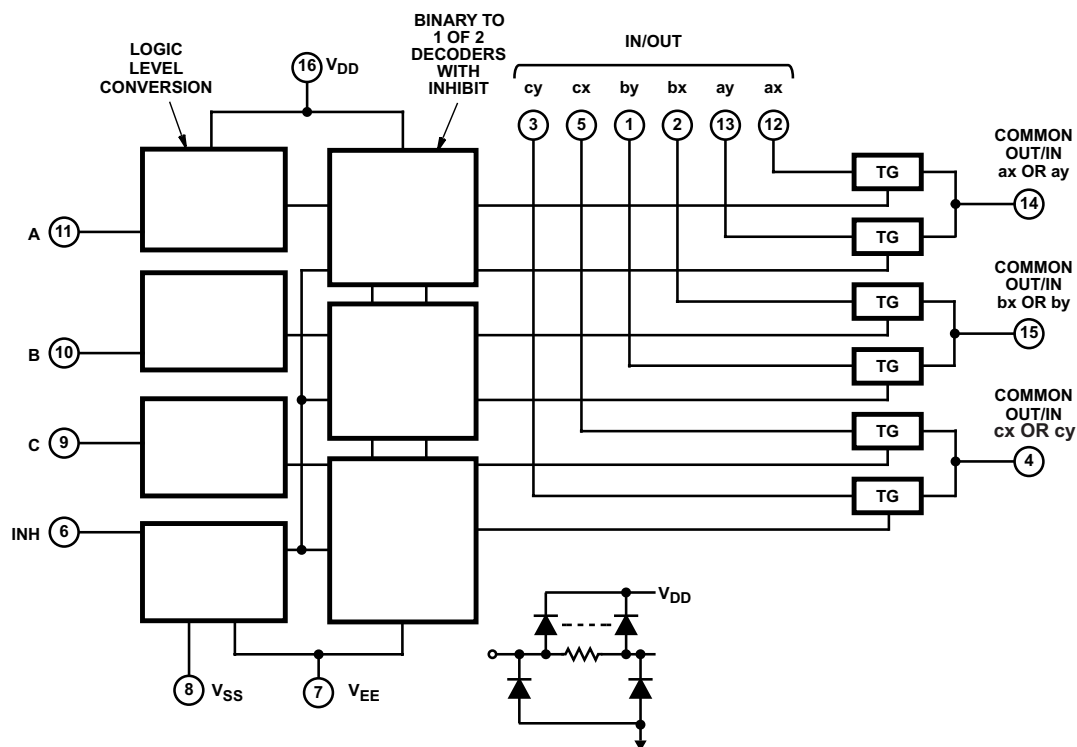 LOGIC
LEVEL
CONVERSION
16 VDD
BINARY TO
1 OF 2
DECODERS
WITH
INHIBIT
IN/OUT
cy cx by bx ay ax
3 5 1 2 13 12
COMMON
OUT/IN
ax OR ay
14
TG
TG
COMMON
OUT/IN
bx OR by
15
TG
TG
COMMON
OUT/IN
cx OR cy
4
TG
TG
A 11
B 10
C 9
INH 6
8 VSS
7 VEE
VDD